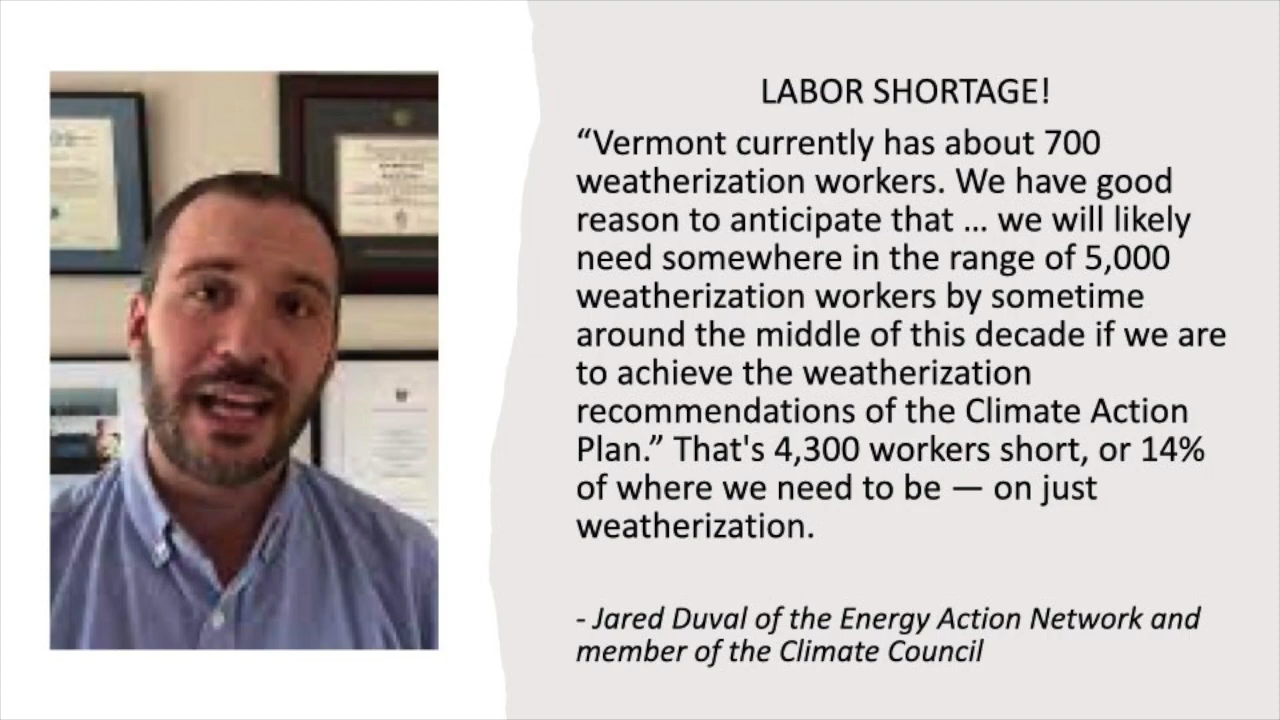 LABOR SHORTAGE!
“Vermont currently has about 700
weatherization workers. We have good
reason to anticipate that ... we will likely
need somewhere in the range of 5,000
weatherization workers by sometime
around the middle of this decade if we are
to achieve the weatherization
recommendations of the Climate Action
Plan.” That's 4,300 workers short, or 14%
of where we need to be — on just
weatherization.
- Jared Duval of the Energy Action Network and
member of the Climate Council